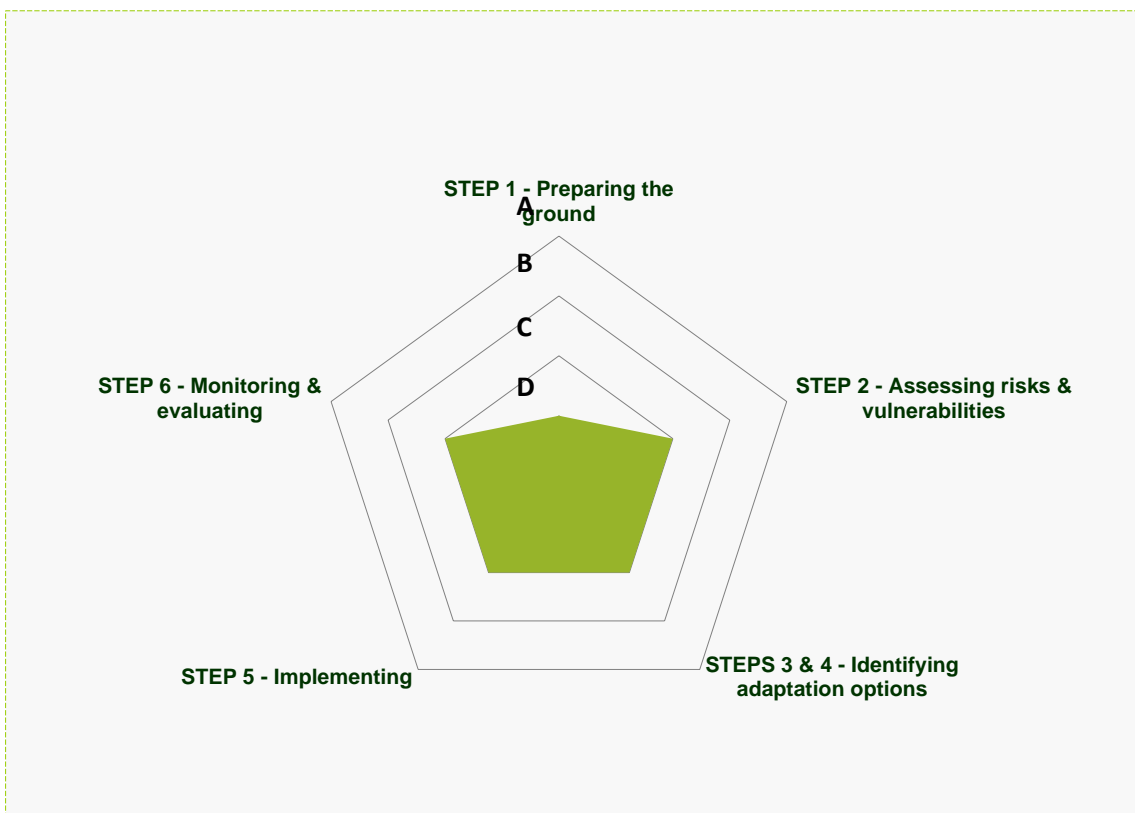 STEP 1 - Preparing the
ground
A
B
C
D
STEP 6 - Monitoring &
evaluating
STEP 2 - Assessing risks &
vulnerabilities
STEP 5 - Implementing
STEPS 3 & 4 - Identifying
adaptation options